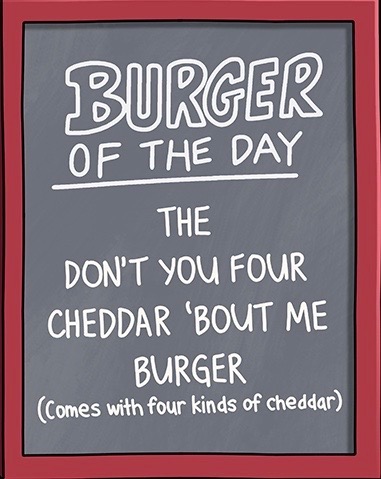 BURGER
OF THE DAY
THE
DON'T YOU FOUR
CHEDDAR 'BOUT ME
BURGER
(Comes with four kinds of cheddar)